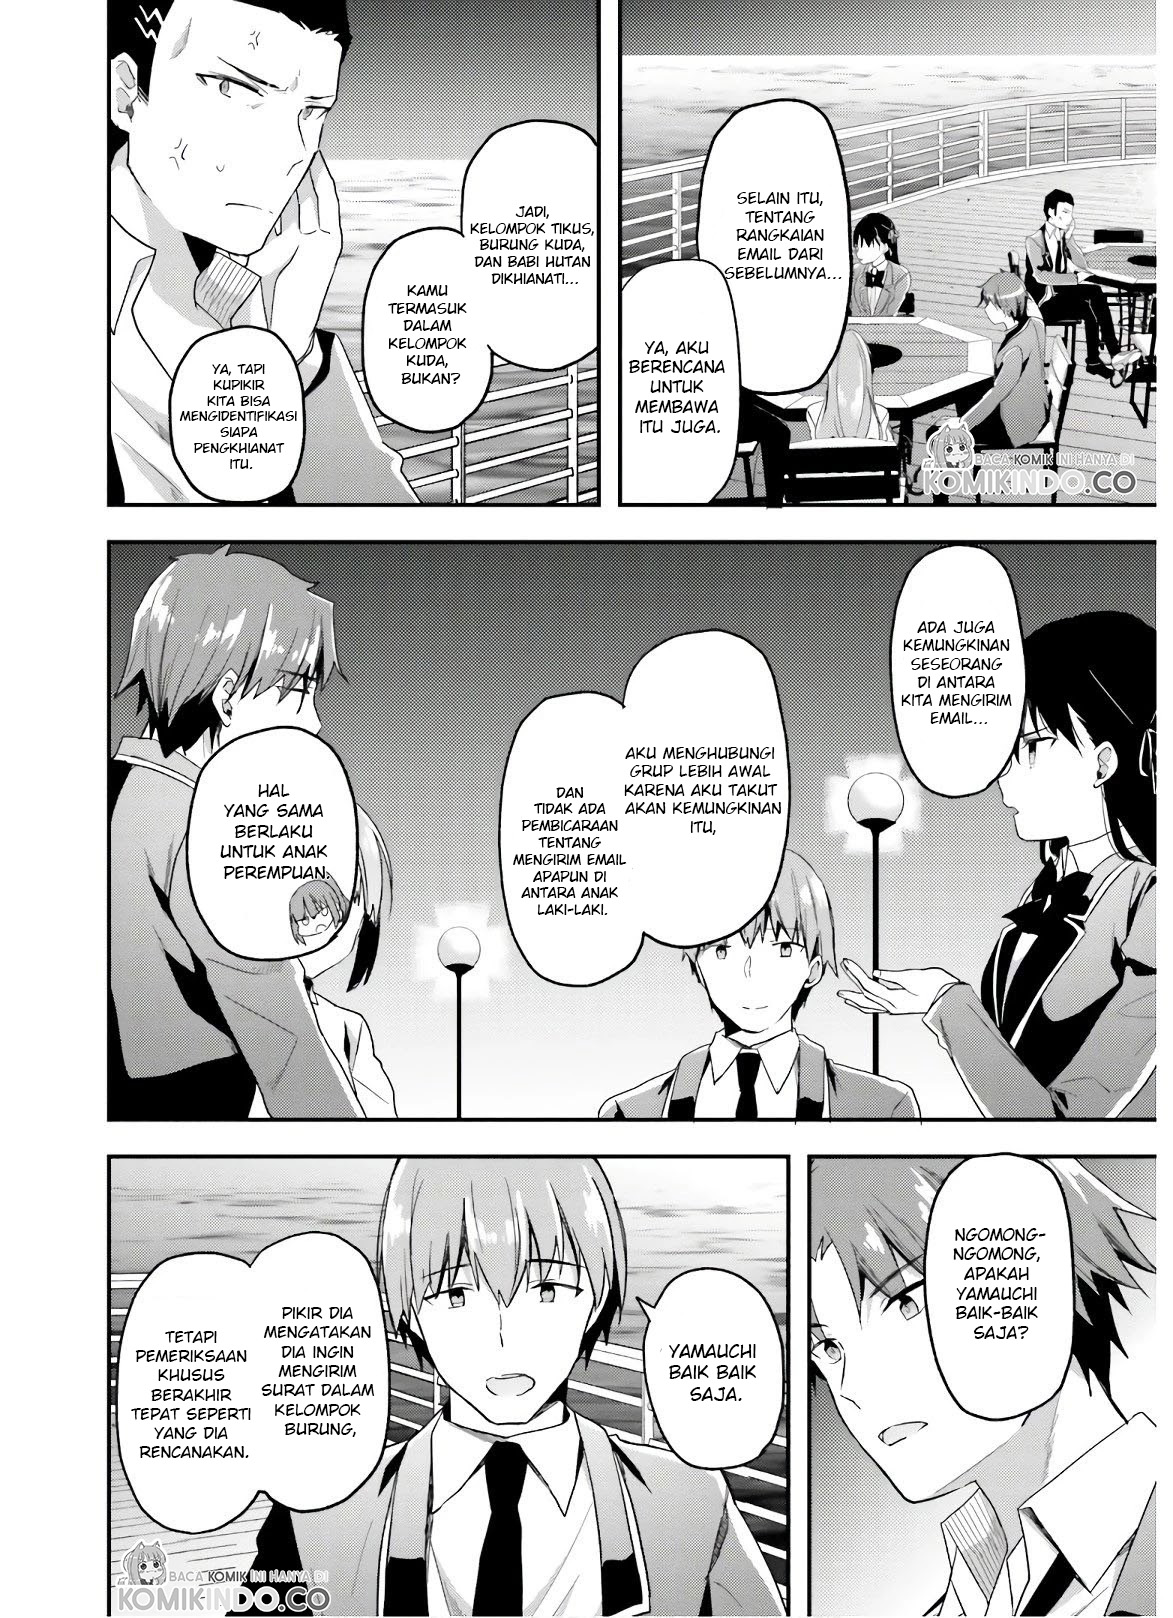 SELAIN ITU,
TENTANG
RANGKAIAN
EMAIL DARI
SEBELUMNYA...
YA, AKU
BERENCANA
UNTUK
MEMBAWA
ITU JUGA.
BACA KOMIK INI HANYA DI
KOMIKINDO.CO
JADI,
KELOMPOK TIKUS,
BURUNG KUDA,
DAN BABI HUTAN
DIKHIANATI...
KAMU
TERMASUK
DALAM
KELOMPOK
KUDA,
BUKAN?
YA, TAPI
KUPIKIR
KITA BISA
MENGIDENTIFIKASI
SIAPA
PENGKHIANAT
ITU.
ADA JUGA
KEMUNGKINAN
SESEORANG
DI ANTARA
KITA MENGIRIM
EMAIL...
AKU MENGHUBUNGI
GRUP LEBIH AWAL
KARENA AKU TAKUT
AKAN KEMUNGKINAN
ITU,
DAN
TIDAK ADA
PEMBICARAAN
TENTANG
MENGIRIM EMAIL
APAPUN DI
ANTARA ANAK
LAKI-LAKI.
HAL
YANG SAMA
BERLAKU
UNTUK ANAK
PEREMPUAN.
NGOMONG-
NGOMONG,
APAKAH
YAMAUCHI
BAIK-BAIK
SAJA?
YAMAUCHI
BAIK BAIK
SAJA.
PIKIR DIA
MENGATAKAN
DIA INGIN
MENGIRIM
SURAT DALAM
KELOMPOK
BURUNG,
TETAPI
PEMERIKSAAN
KHUSUS
BERAKHIR
TEPAT SEPERTI
YANG DIA
RENCANAKAN.
BACA KOMIK INI HANYA DI
KOMIKINDO.CO